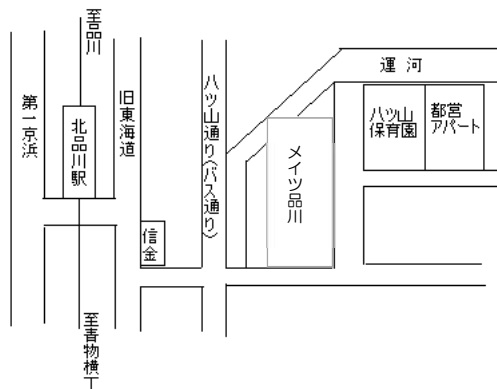 至品川
第一京浜
北品川駅
旧東海道
八ツ山通り(バス通り)
運河
八ツ山
保育園
都営
アパート
メイツ品川
信金
至青物横丁